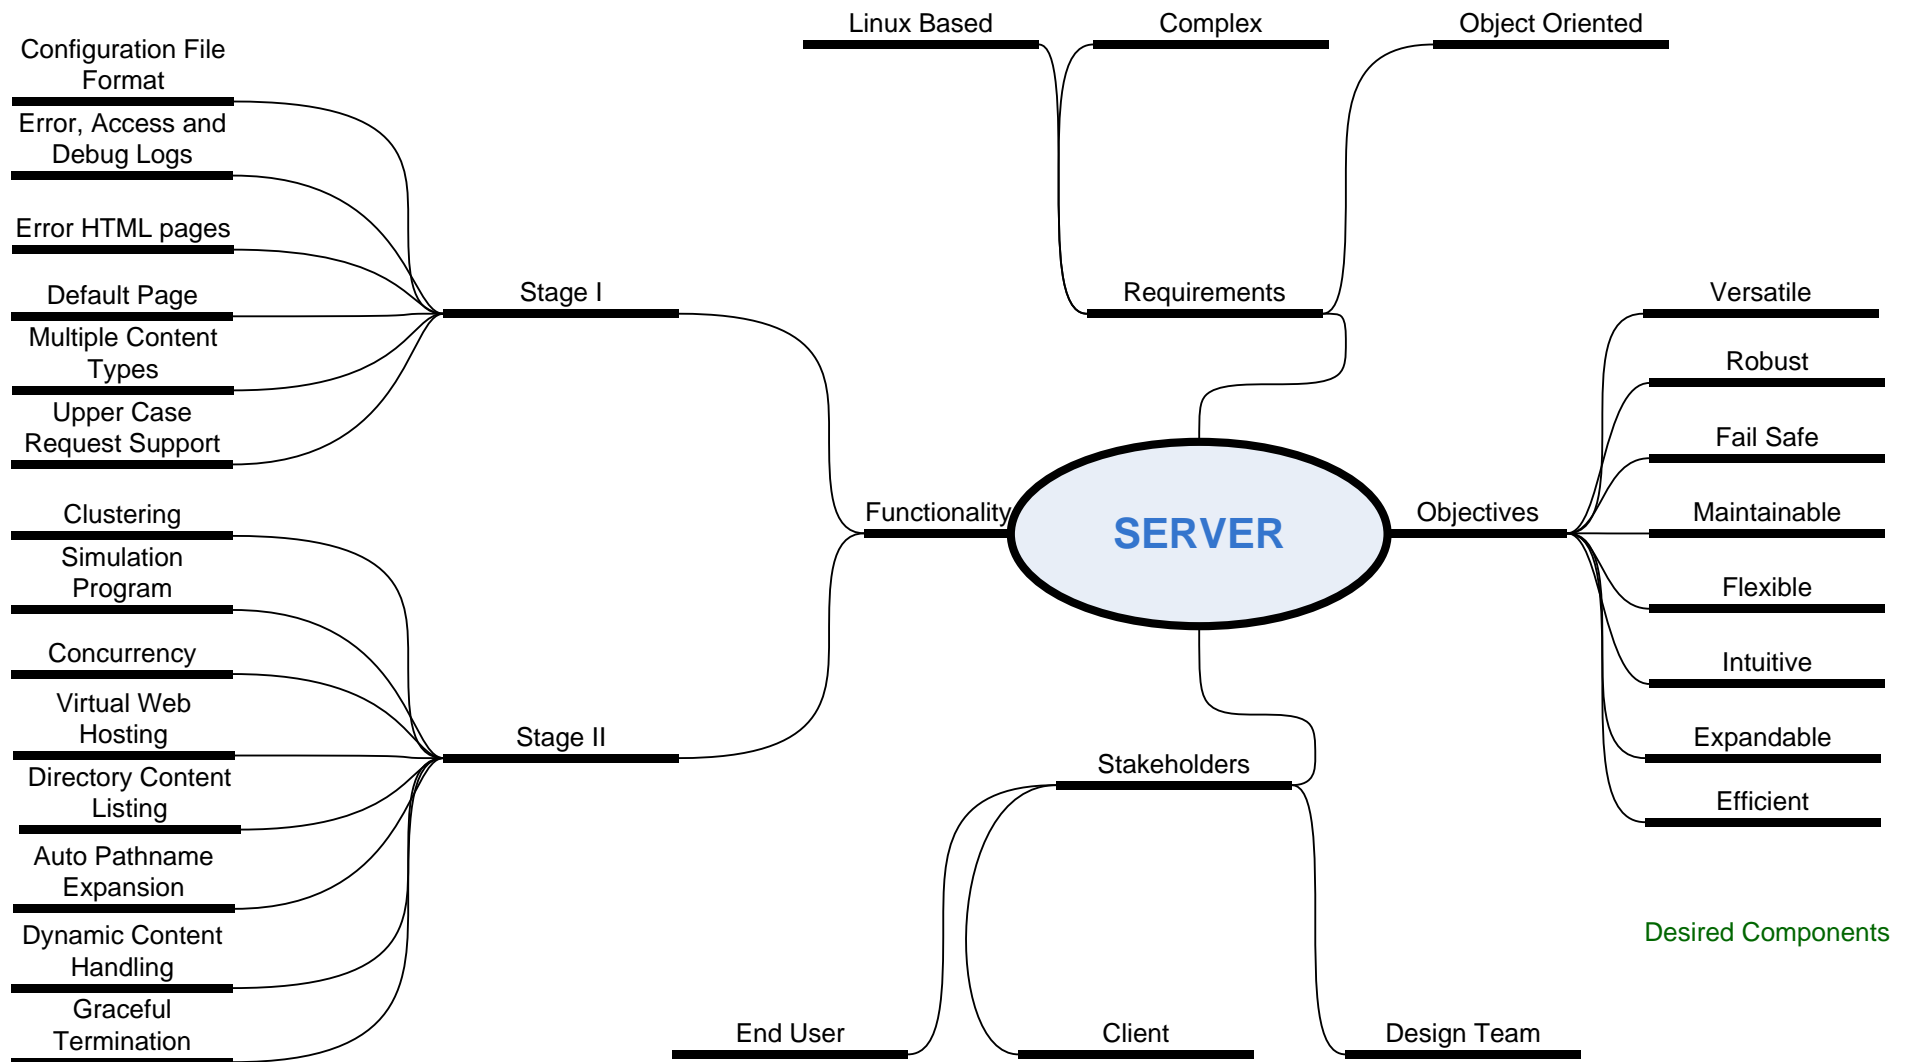 Linux Based
Complex
Object Oriented
Configuration File
Format
Error, Access and
Debug Logs
Error HTML pages
Default Page
Multiple Content
Types
Upper Case
Request Support
Stage I
Requirements
Versatile
Robust
Fail Safe
Maintainable
Flexible
Intuitive
Expandable
Efficient
Functionality
SERVER
Objectives
Clustering
Simulation
Program
Concurrency
Virtual Web
Hosting
Directory Content
Listing
Auto Pathname
Expansion
Dynamic Content
Handling
Graceful
Termination
Stage II
Stakeholders
End User
Client
Design Team
Desired Components